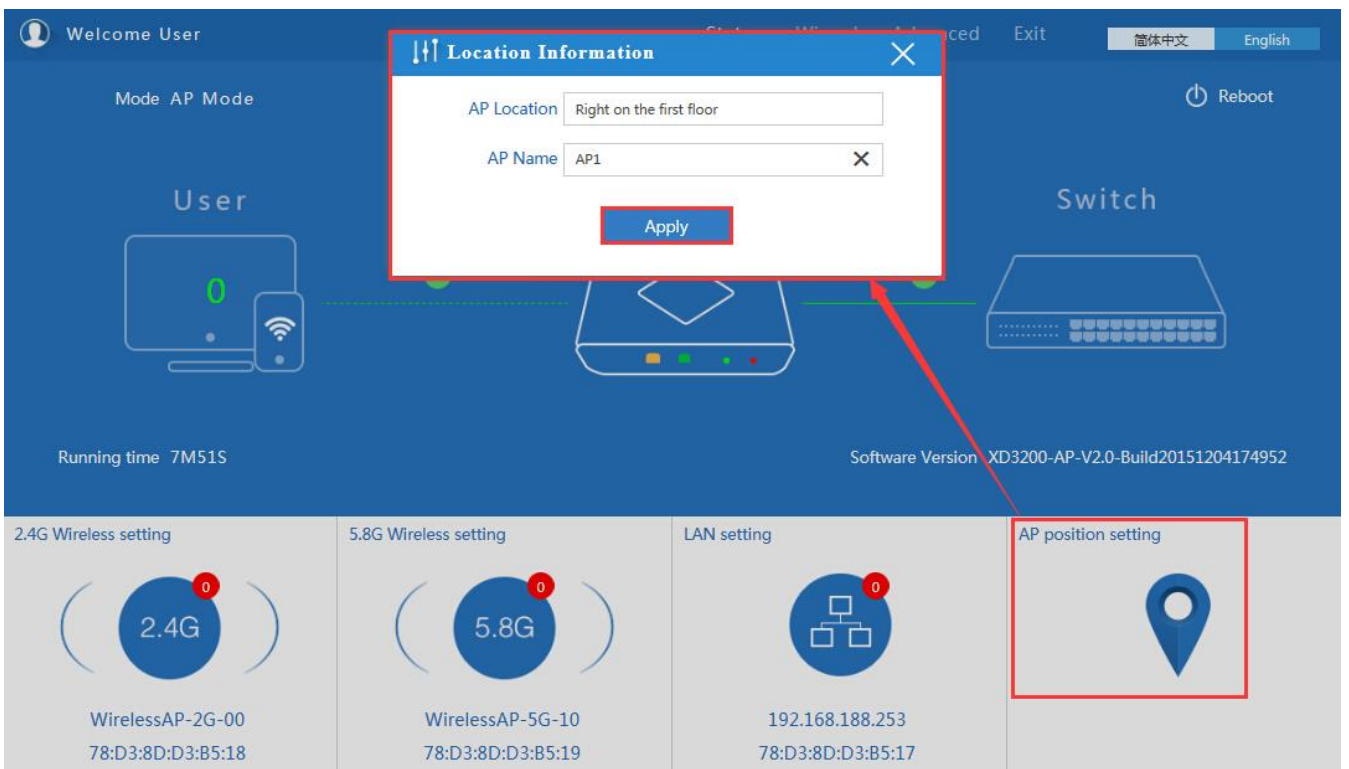 Welcome User
Exit
简体中文 English
Location Information
Mode AP Mode
AP Location Right on the first floor
Reboot
AP Name AP1
Apply
User
Switch
0
Running time 7M51S
Software Version XD3200-AP-V2.0-Build20151204174952
2.4G Wireless setting
5.8G Wireless setting
LAN setting
AP position setting
0
0
0
2.4G
5.8G
WirelessAP-2G-00
WirelessAP-5G-10
192.168.188.253
78:D3:8D:D3:B5:18
78:D3:8D:D3:B5:19
78:D3:8D:D3:B5:17